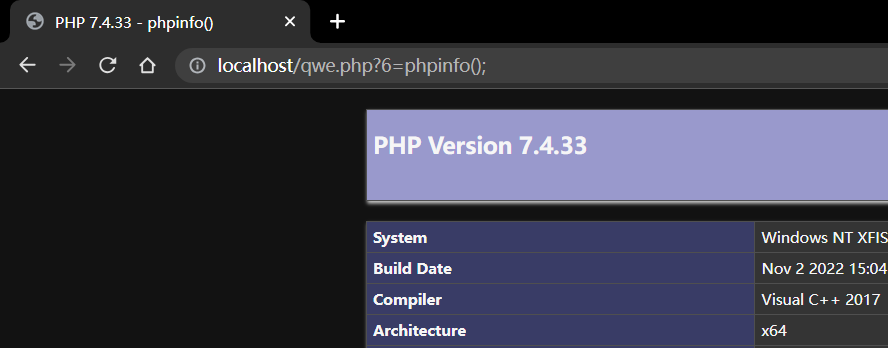 PHP 7.4.33 - phpinfo()
localhost/qwe.php?6=phpinfo();
PHP Version 7.4.33
System Windows NT XFIS
Build Date Nov 2 2022 15:04
Compiler Visual C++ 2017
Architecture x64